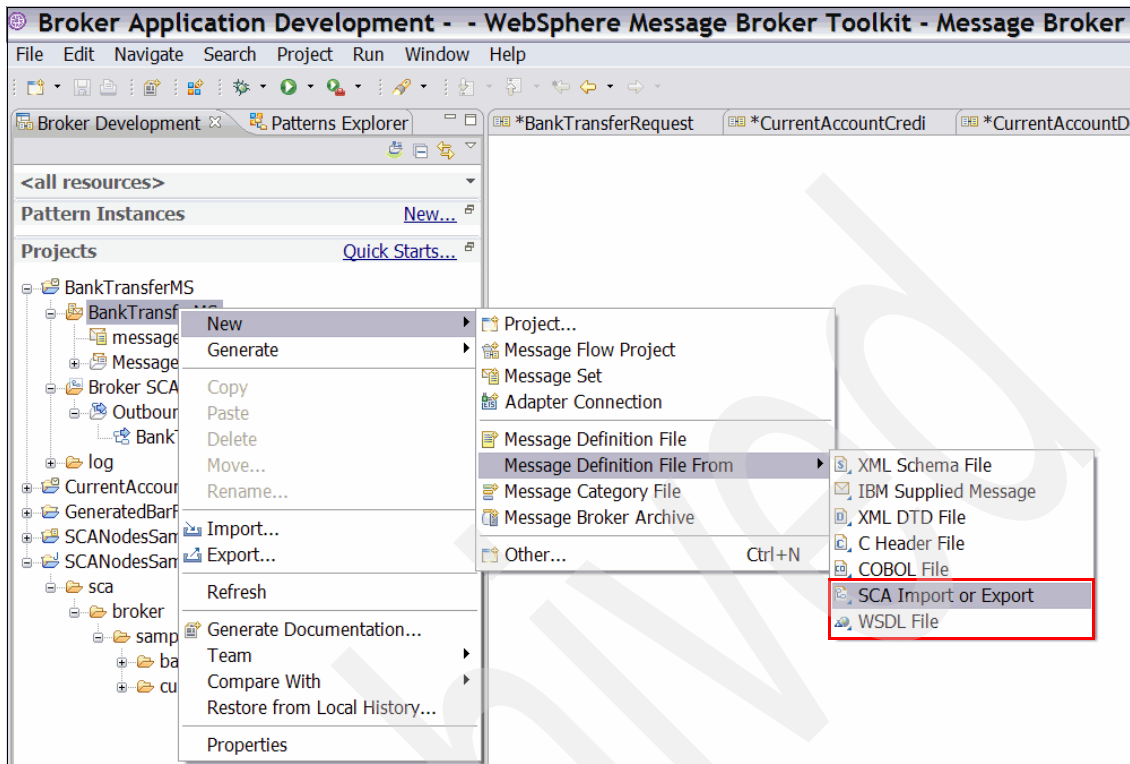 Broker Application Development - - WebSphere Message Broker Toolkit - Message Broker
File Edit Navigate Search Project Run Window Help
Broker Development Patterns Explorer
*BankTransferRequest *CurrentAccountCredi *CurrentAccountD
<all resources>
Pattern Instances New...
Projects Quick Starts...
BankTransferMS
BankTransferMS
message
Message
Broker SCA
Outbour
BankT
log
CurrentAccour
GeneratedBarF
SCANodesSam
SCANodesSam
sca
broker
samp
ba
cu
New
Generate
Copy
Paste
Delete
Move...
Rename...
Import...
Export...
Refresh
Generate Documentation...
Team
Compare With
Restore from Local History...
Properties
Project...
Message Flow Project
Message Set
Adapter Connection
Message Definition File
Message Definition File From
Message Category File
Message Broker Archive
Other... Ctrl+N
XML Schema File
IBM Supplied Message
XML DTD File
C Header File
COBOL File
SCA Import or Export
WSDL File